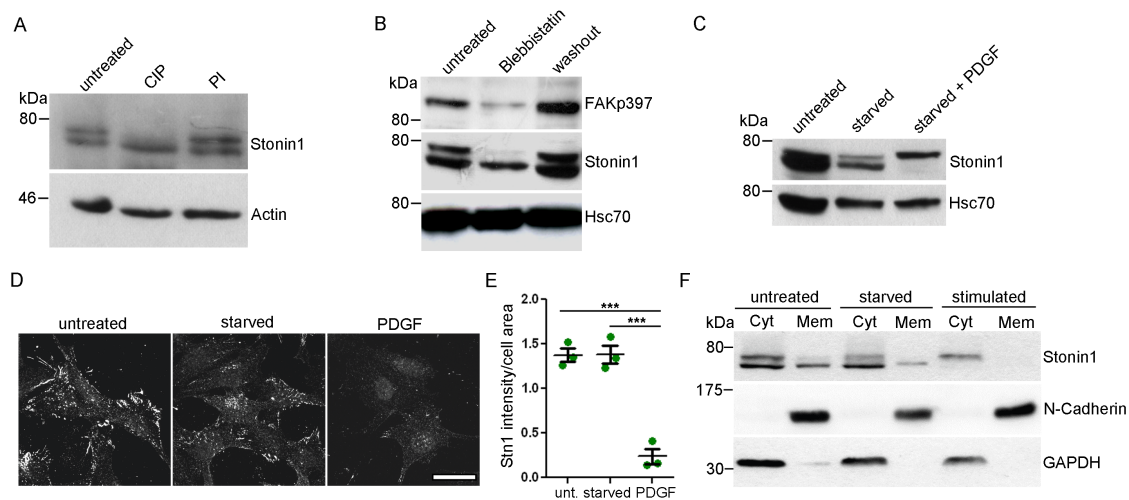 A
untreated
CIP
PI
kDa
80
Stonin1
46
Actin
B
untreated
Blebbistatin
washout
kDa
FAKp397
80
80
Stonin1
80
Hsc70
C
untreated
starved
starved + PDGF
kDa
80
Stonin1
80
Hsc70
D
untreated
starved
PDGF
E
Stn1 intensity/cell area
2.0
1.5
1.0
0.5
0.0
***
***
unt. starved PDGF
F
untreated starved stimulated
kDa Cyt Mem Cyt Mem Cyt Mem
80
Stonin1
175
N-Cadherin
GAPDH
30